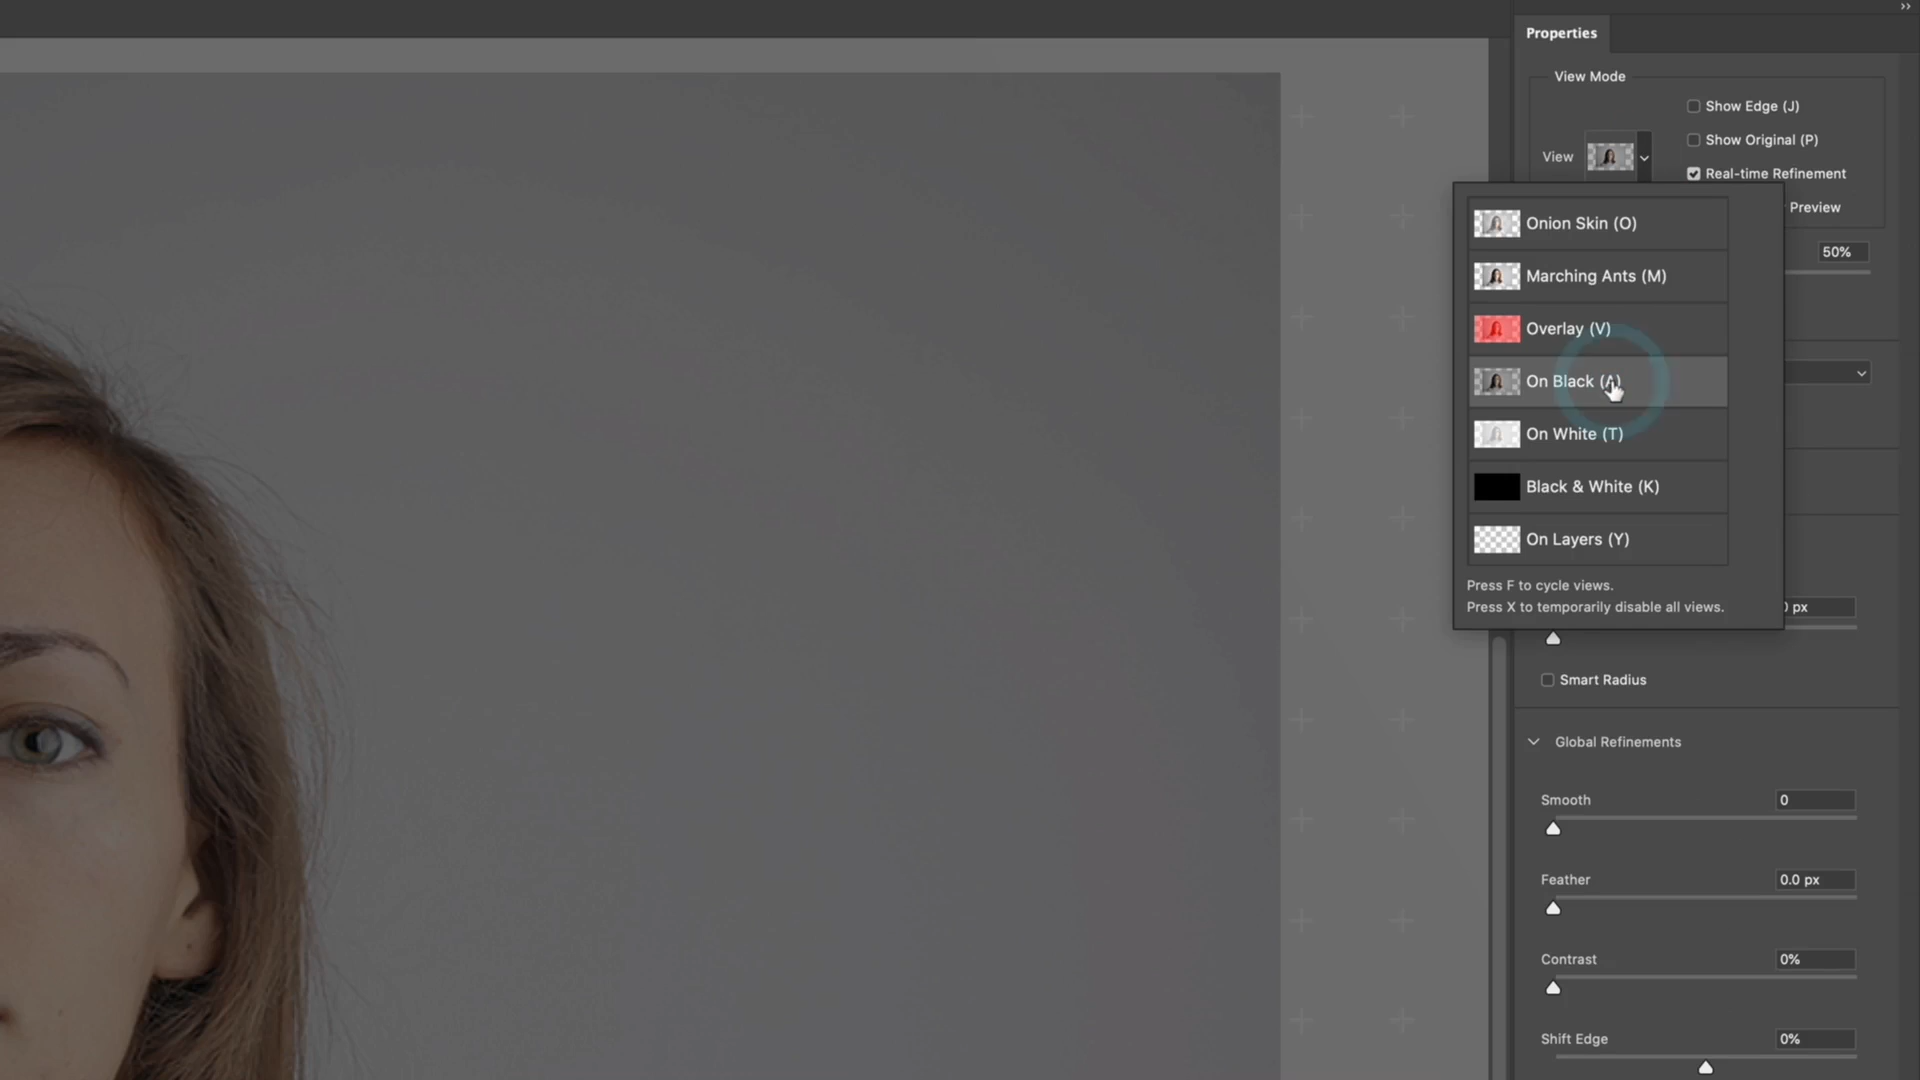 Properties
View Mode
Show Edge (J)
Show Original (P)
View
Real-time Refinement
Preview
50%
Onion Skin (O)
Marching Ants (M)
Overlay (V)
On Black (A)
On White (T)
Black & White (K)
On Layers (Y)
Press F to cycle views.
Press X to temporarily disable all views.
px
Smart Radius
Global Refinements
Smooth
0
Feather
0.0 px
Contrast
0%
Shift Edge
0%